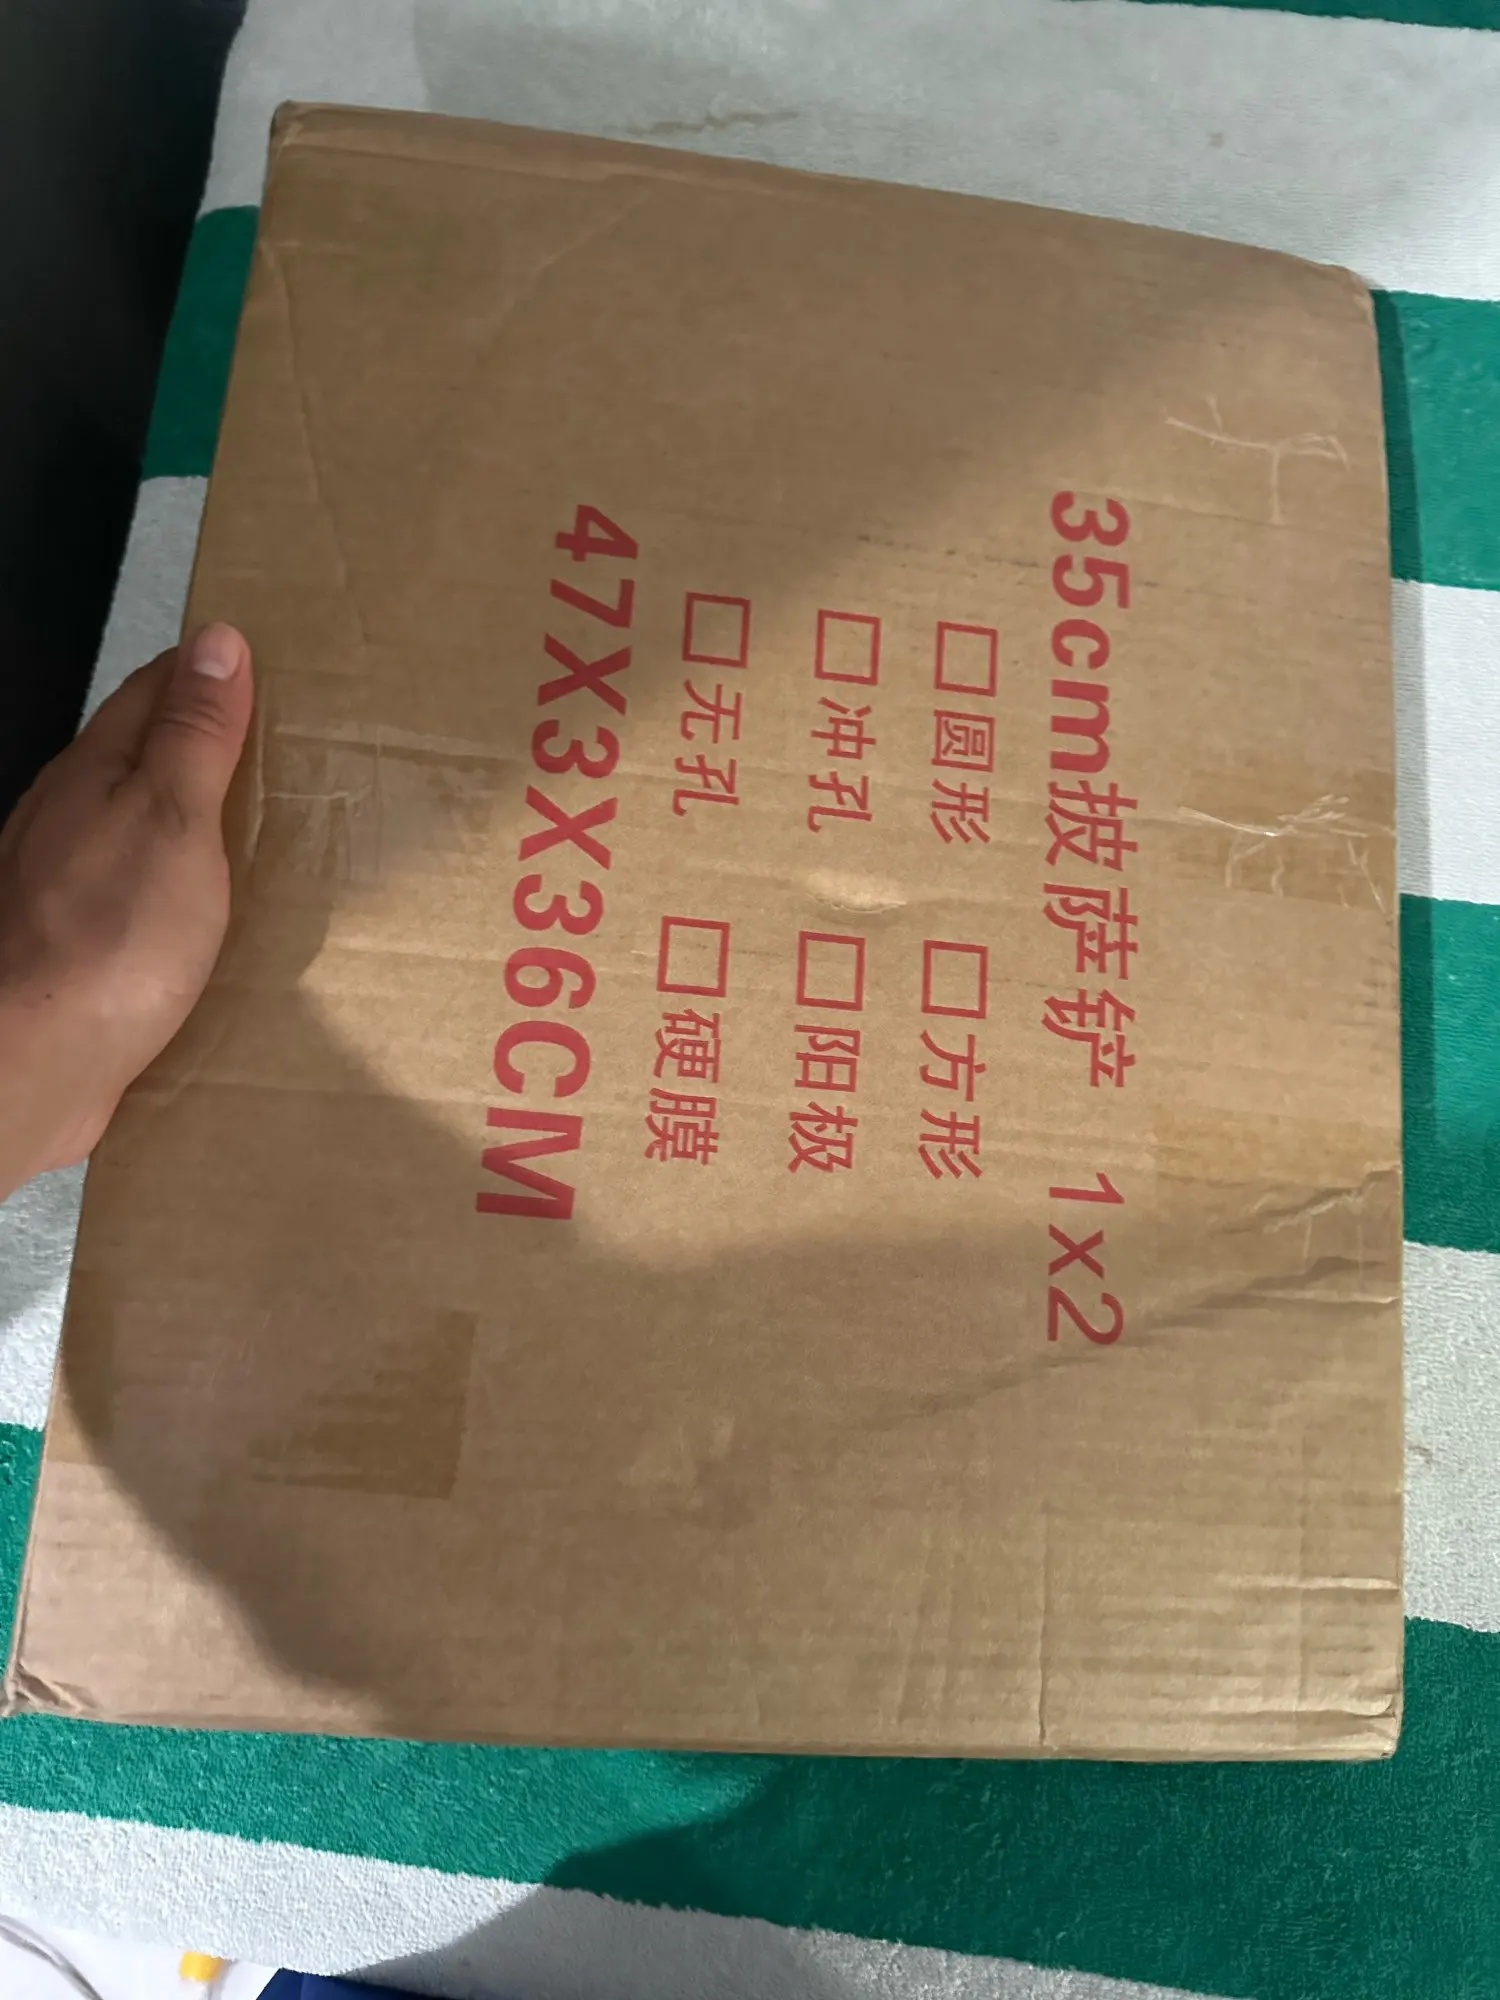 35cm披萨铲 1x2
□圆形 □方形
□冲孔 □阳极
□无孔 □硬膜
47X3X36CM